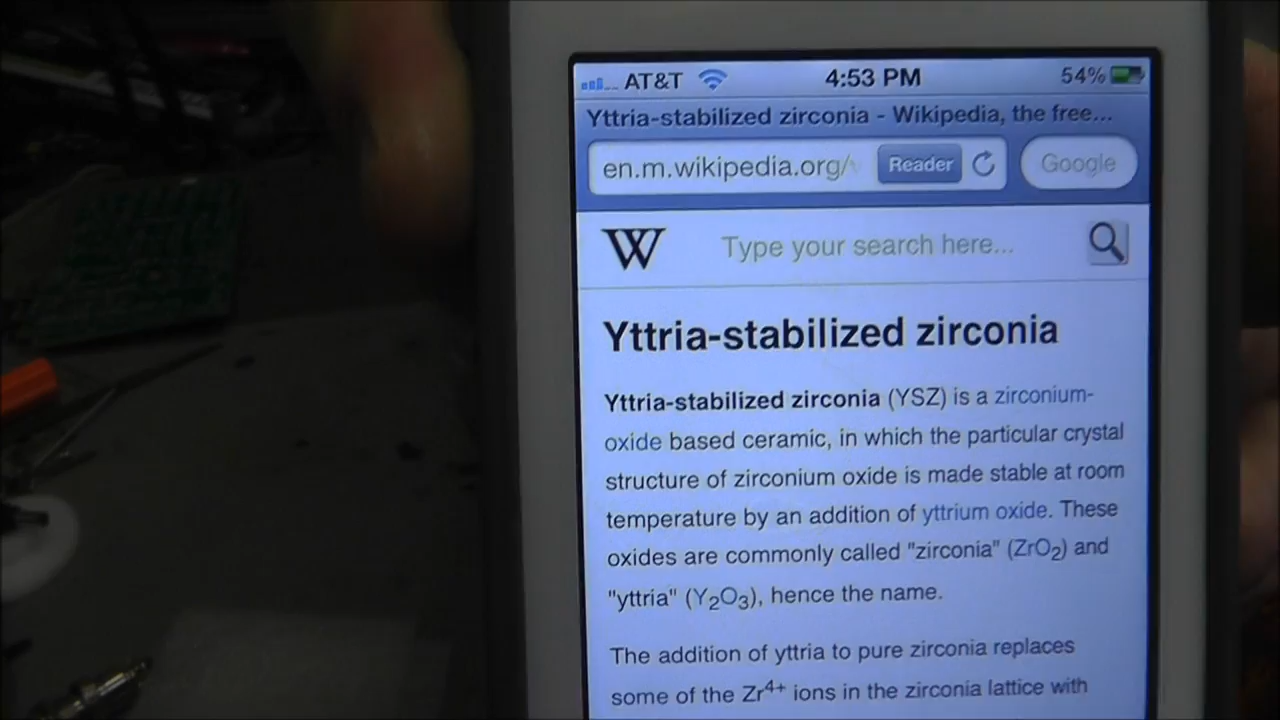 AT&T 4:53 PM 54%
Yttria-stabilized zirconia - Wikipedia, the free...
en.m.wikipedia.org/ Reader Google
W Type your search here...
Yttria-stabilized zirconia
Yttria-stabilized zirconia (YSZ) is a zirconium-
oxide based ceramic, in which the particular crystal
structure of zirconium oxide is made stable at room
temperature by an addition of yttrium oxide. These
oxides are commonly called "zirconia" (ZrO₂) and
"yttria" (Y₂O₃), hence the name.
The addition of yttria to pure zirconia replaces
some of the Zr⁴⁺ ions in the zirconia lattice with